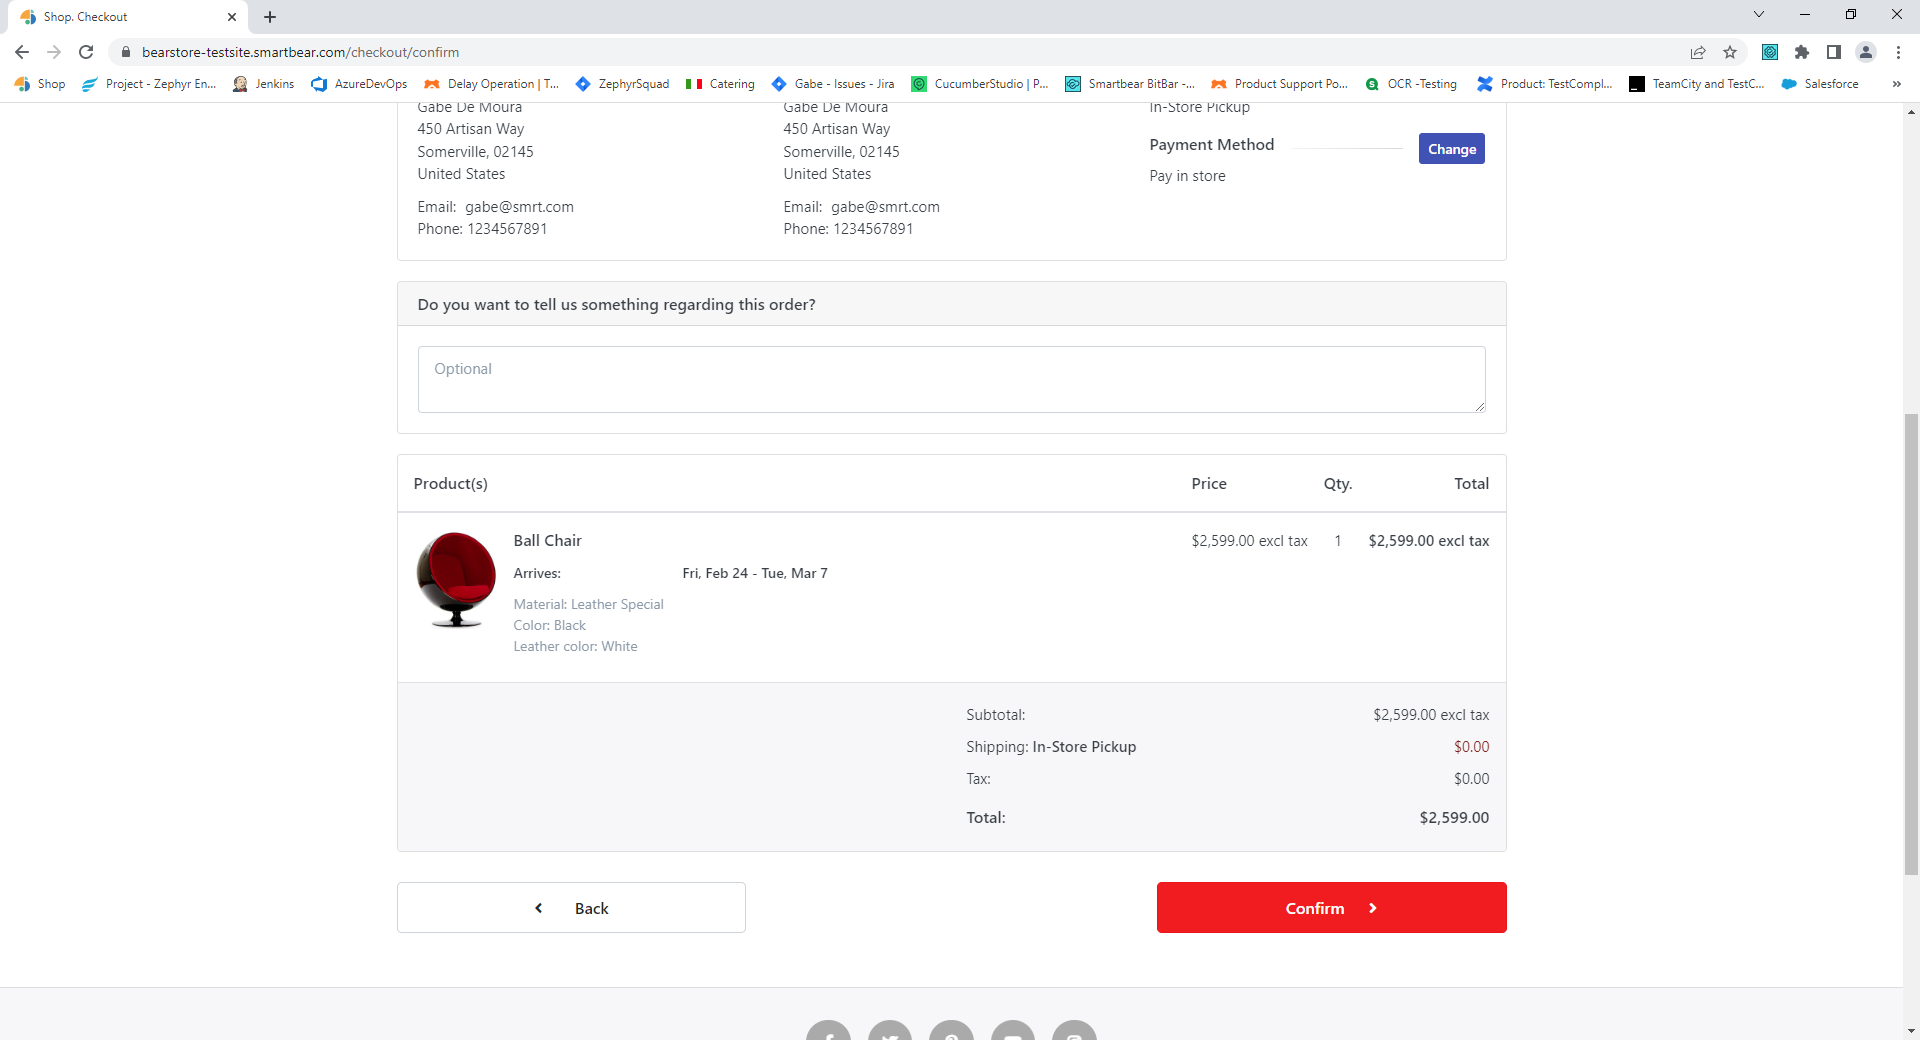 Shop. Checkout
bearstore-testsite.smartbear.com/checkout/confirm
Shop
Project - Zephyr En...
Jenkins
AzureDevOps
Delay Operation | T...
ZephyrSquad
Catering
Gabe - Issues - Jira
CucumberStudio | P...
Smartbear BitBar -...
Product Support Po...
OCR -Testing
Product: TestCompl...
TeamCity and TestC...
Salesforce
»
Gabe De Moura
450 Artisan Way
Somerville, 02145
United States
Email: gabe@smrt.com
Phone: 1234567891
Gabe De Moura
450 Artisan Way
Somerville, 02145
United States
Email: gabe@smrt.com
Phone: 1234567891
In-Store Pickup
Payment Method
Change
Pay in store
Do you want to tell us something regarding this order?
Optional
Product(s) Price Qty. Total
Ball Chair $2,599.00 excl tax 1 $2,599.00 excl tax
Arrives: Fri, Feb 24 - Tue, Mar 7
Material: Leather Special
Color: Black
Leather color: White
Subtotal: $2,599.00 excl tax
Shipping: In-Store Pickup $0.00
Tax: $0.00
Total: $2,599.00
Back
Confirm